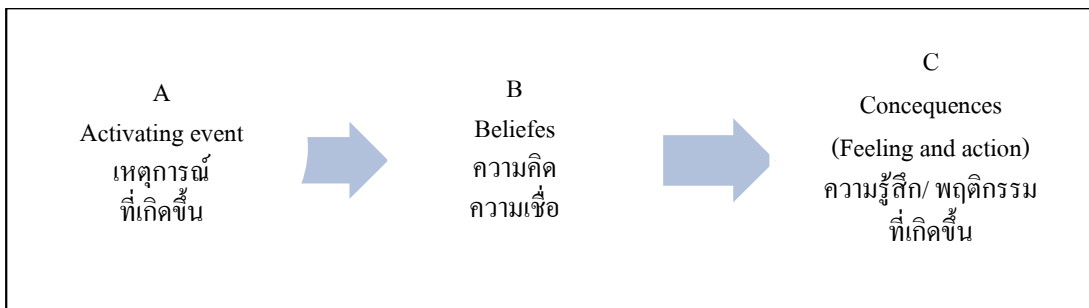 A
Activating event
เหตุการณ์
ที่เกิดขึ้น
B
Beliefes
ความคิด
ความเชื่อ
C
Concequences
(Feeling and action)
ความรู้สึก/ พฤติกรรม
ที่เกิดขึ้น